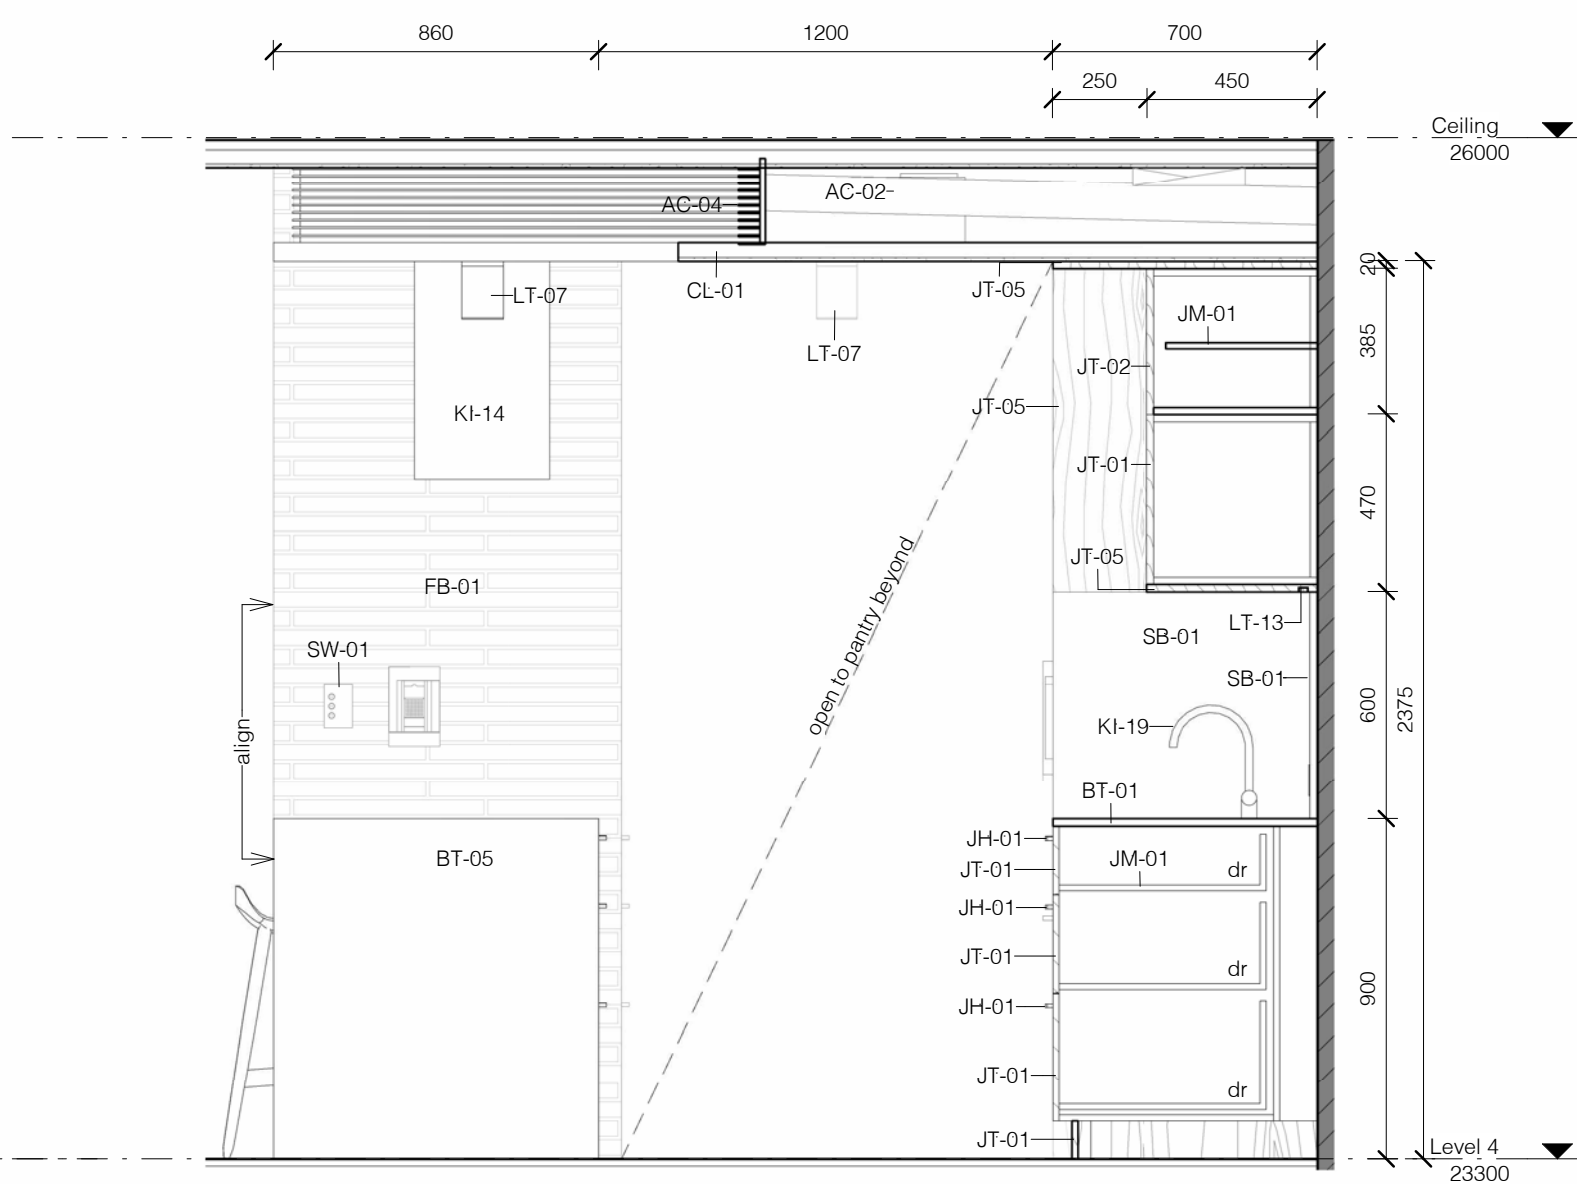 860
1200
700
250
450
Ceiling
26000
AC-04
AC-02
20
LT-07
CL-01
JT-05
JM-01
LT-07
385
JT-02
KI-14
JT-05
JT-01
470
JT-05
FB-01
open to pantry beyond
LT-13
SB-01
SW-01
SB-01
600
2375
KI-19
align
BT-01
JH-01
BT-05
JM-01
JT-01
dr
JH-01
JT-01
dr
900
JH-01
JT-01
dr
JT-01
Level 4
23300